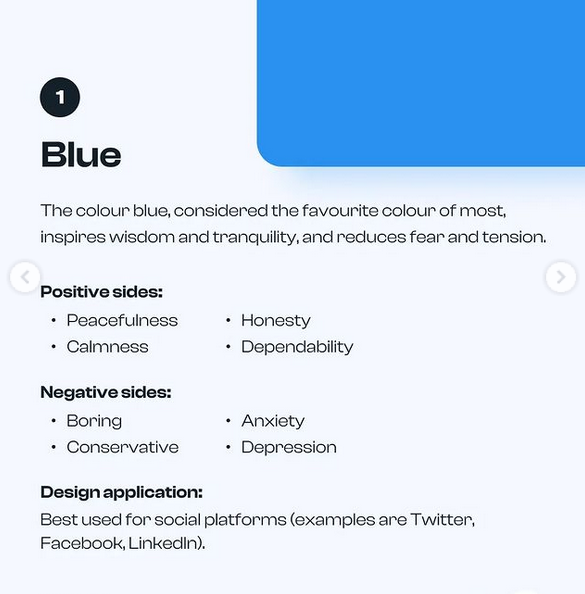 1
Blue
The colour blue, considered the favourite colour of most,
inspires wisdom and tranquility, and reduces fear and tension.
Positive sides:
• Peacefulness • Honesty
• Calmness • Dependability
Negative sides:
• Boring • Anxiety
• Conservative • Depression
Design application:
Best used for social platforms (examples are Twitter,
Facebook, LinkedIn).